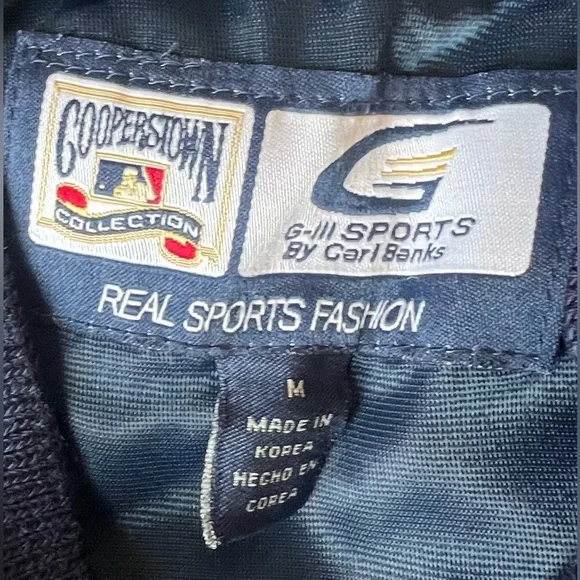 COOPERSTOWN
COLLECTION
G-III SPORTS
By Carl Banks
REAL SPORTS FASHION
M
MADE IN
KOREA
HECHO EN
COREA